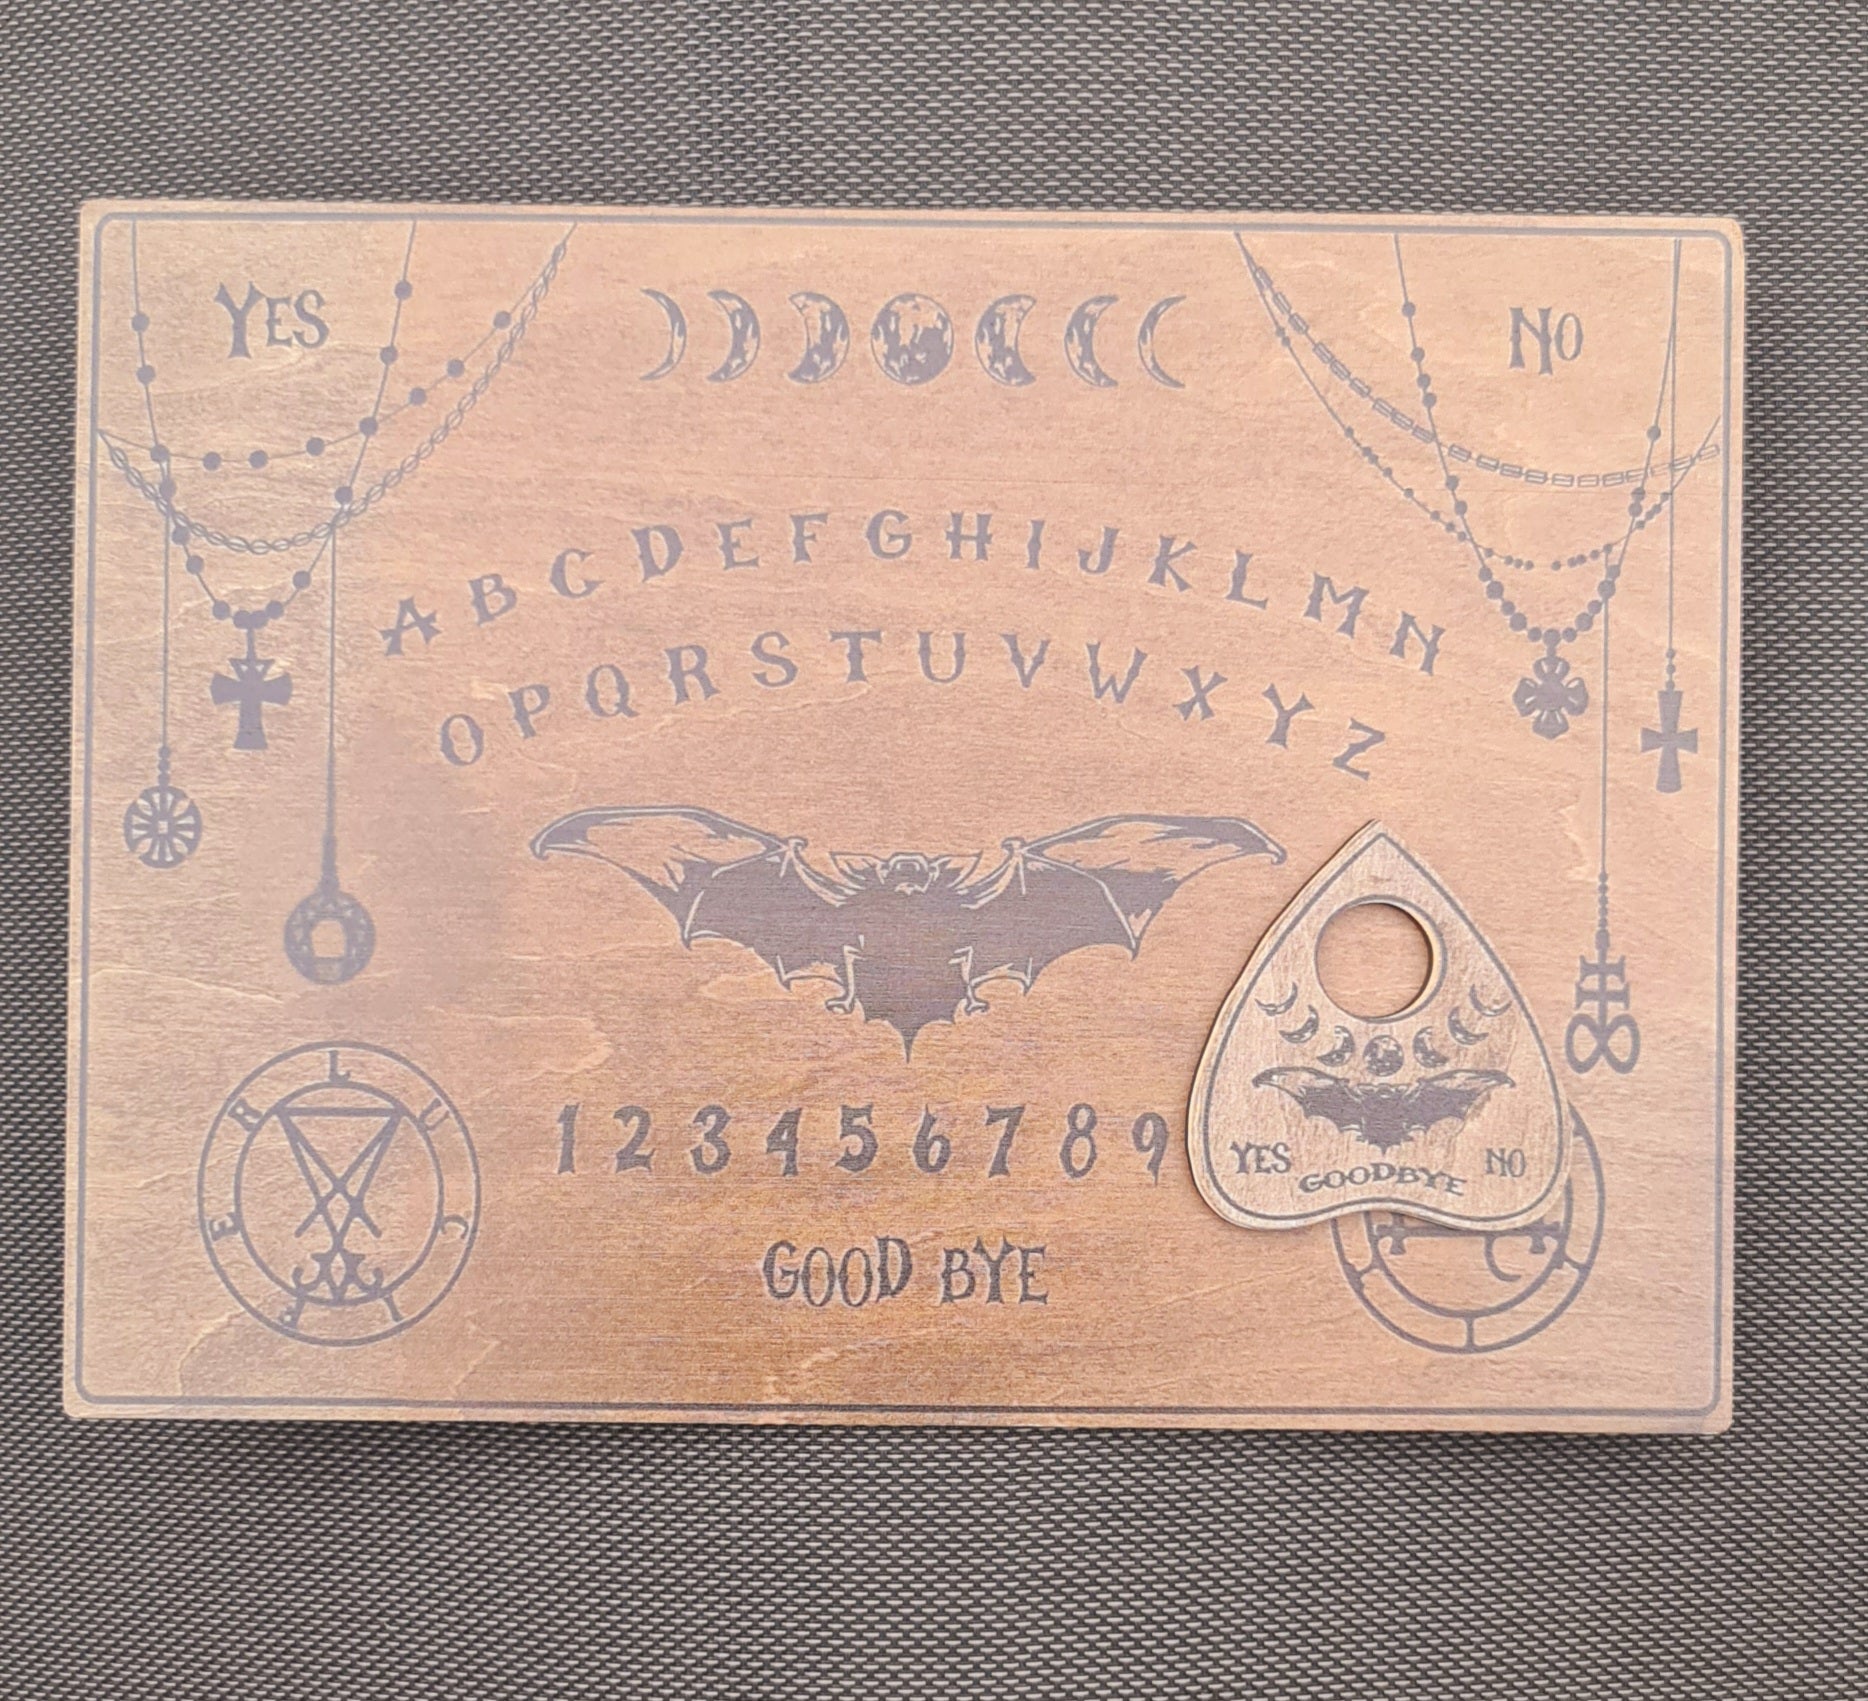 YES
NO
A B C D E F G H I J K L M N
O P Q R S T U V W X Y Z
1 2 3 4 5 6 7 8 9
YES NO
GOODBYE
GOOD BYE
L U C I F E R